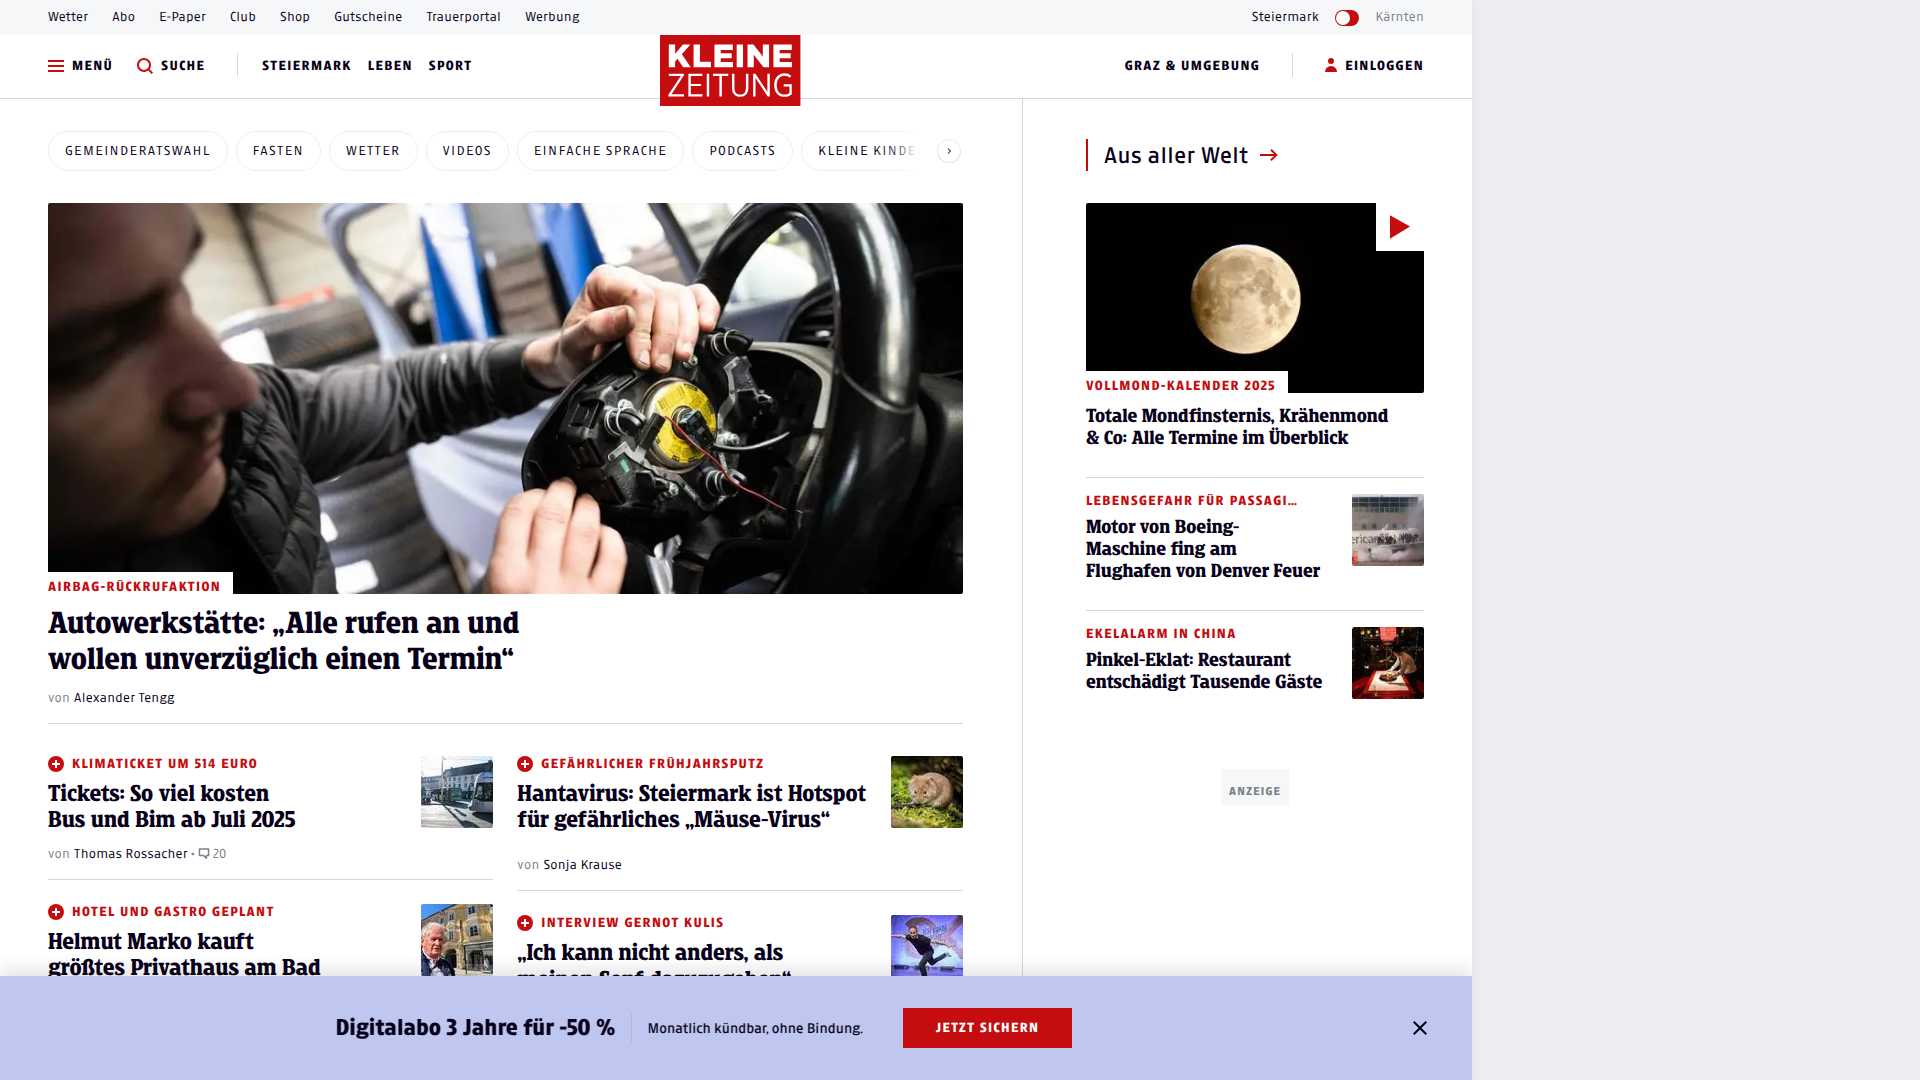 Wetter Abo E-Paper Club Shop Gutscheine Trauerportal Werbung Steiermark Kärnten
MENÜ SUCHE STEIERMARK LEBEN SPORT KLEINE ZEITUNG GRAZ & UMGEBUNG EINLOGGEN
GEMEINDERATSWAHL FASTEN WETTER VIDEOS EINFACHE SPRACHE PODCASTS KLEINE KINDE
AIRBAG-RÜCKRUFAKTION
Autowerkstätte: „Alle rufen an und
wollen unverzüglich einen Termin“
von Alexander Tengg
KLIMATICKET UM 514 EURO
Tickets: So viel kosten
Bus und Bim ab Juli 2025
von Thomas Rossacher • 20
HOTEL UND GASTRO GEPLANT
Helmut Marko kauft
größtes Privathaus am Bad
GEFÄHRLICHER FRÜHJAHRSPUTZ
Hantavirus: Steiermark ist Hotspot
für gefährliches „Mäuse-Virus“
von Sonja Krause
INTERVIEW GERNOT KULIS
„Ich kann nicht anders, als
meinen Senf dazuzugeben“
Aus aller Welt
VOLLMOND-KALENDER 2025
Totale Mondfinsternis, Krähenmond
& Co: Alle Termine im Überblick
LEBENSGEFAHR FÜR PASSAGI...
Motor von Boeing-
Maschine fing am
Flughafen von Denver Feuer
EKELALARM IN CHINA
Pinkel-Eklat: Restaurant
entschädigt Tausende Gäste
ANZEIGE
Digitalabo 3 Jahre für -50 % Monatlich kündbar, ohne Bindung. JETZT SICHERN